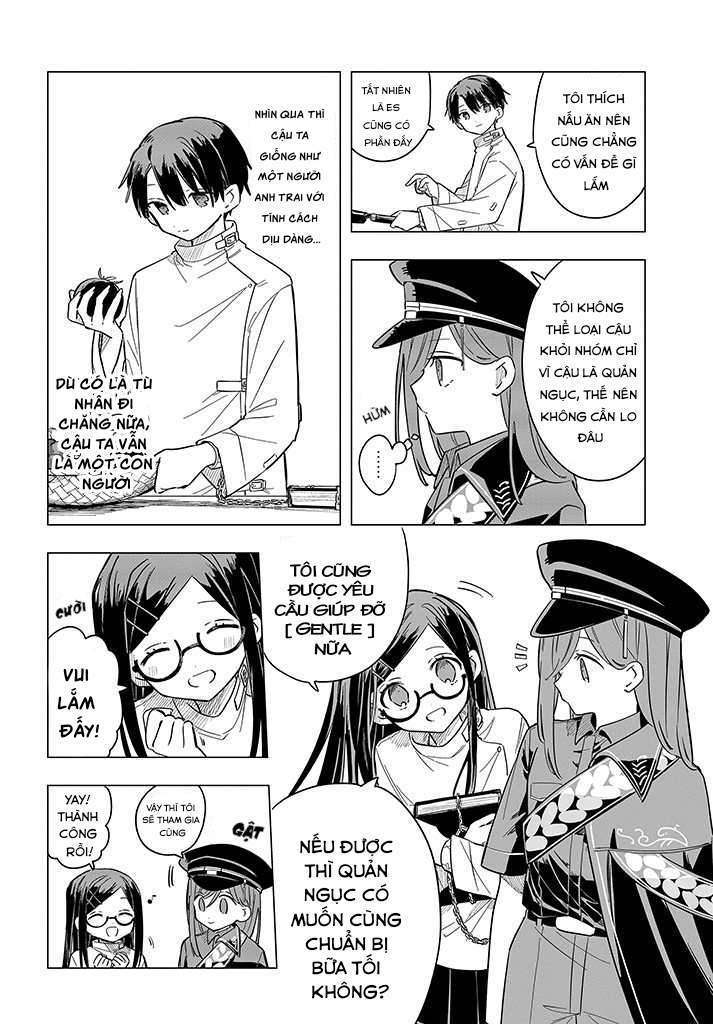 TÔI THÍCH
NẤU ĂN NÊN
CŨNG CHẲNG
CÓ VẤN ĐỀ GÌ
LẮM
TẤT NHIÊN
LÀ ES
CŨNG CÓ
PHẦN ĐẤY
NHÌN QUA THÌ
CẬU TA
GIỐNG NHƯ
MỘT NGƯỜI
ANH TRAI VỚI
TÍNH CÁCH
DỊU DÀNG...
DÙ CÓ LÀ TÙ
NHÂN ĐI
CHĂNG NỮA,
CẬU TA VẪN
LÀ MỘT CON
NGƯỜI
TÔI KHÔNG
THỂ LOẠI CẬU
KHỎI NHÓM CHỈ
VÌ CẬU LÀ QUẢN
NGỤC, THẾ NÊN
KHÔNG CẦN LO
ĐÂU
HỪM
......
TÔI CŨNG
ĐƯỢC YÊU
CẦU GIÚP ĐỠ
[ GENTLE ]
NỮA
CƯỜI
VUI
LẮM
ĐẤY!
NẾU ĐƯỢC
THÌ QUẢN
NGỤC CÓ
MUỐN CÙNG
CHUẨN BỊ
BỮA TỐI
KHÔNG?
GẬT
VẬY THÌ TÔI
SẼ THAM GIA
CÙNG
YAY!
THÀNH
CÔNG
RỒI!